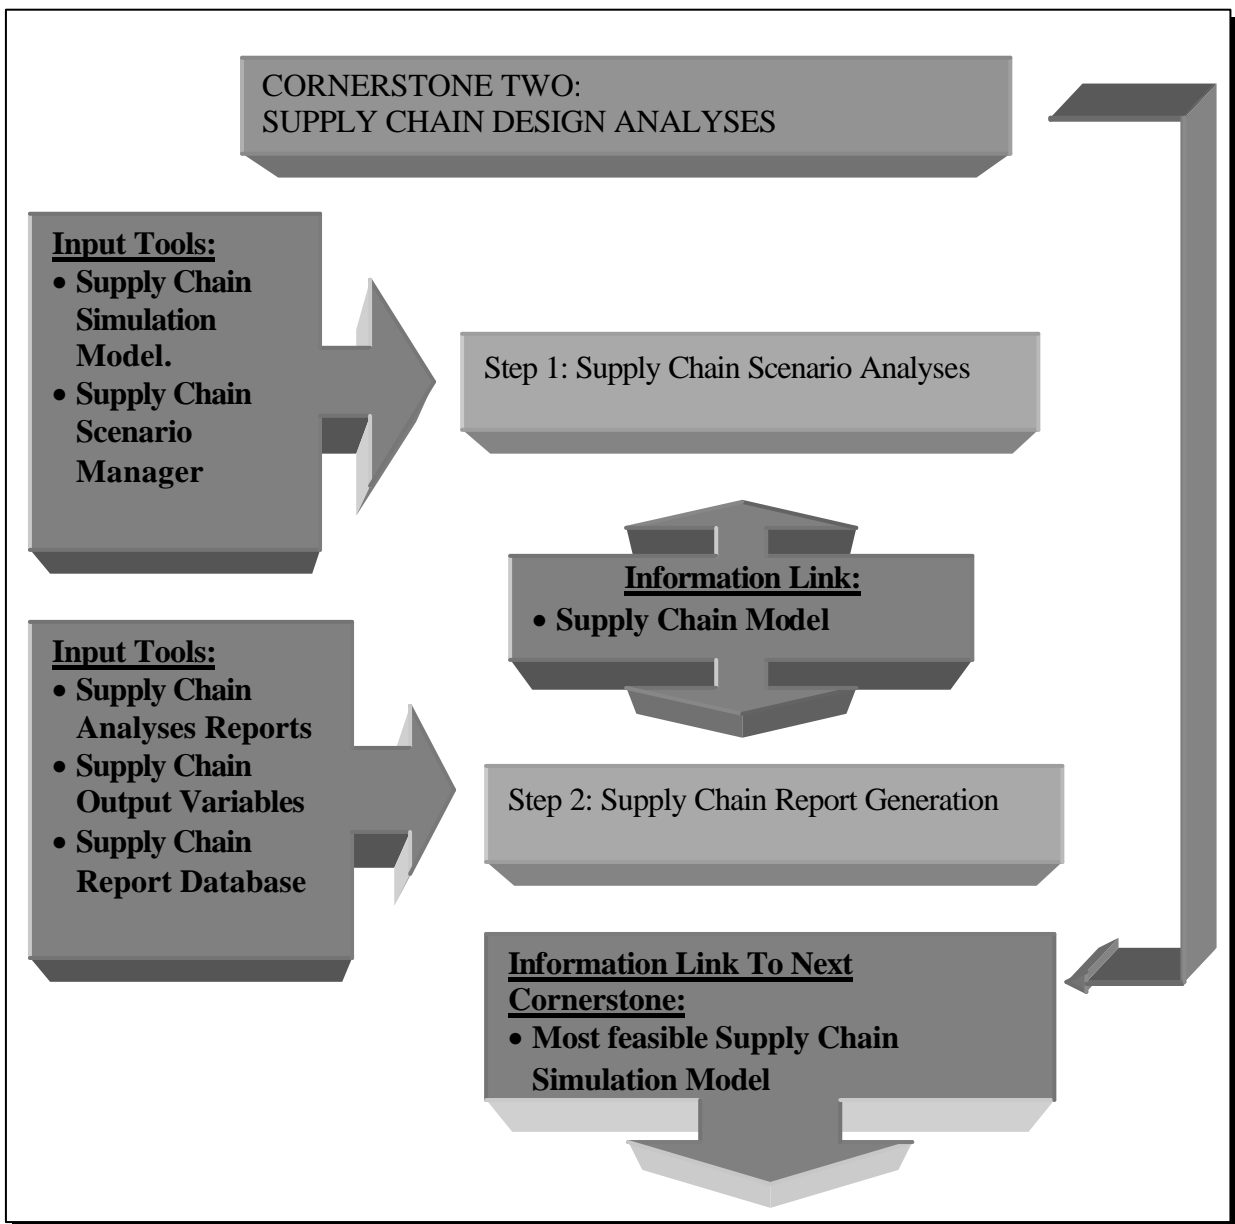 CORNERSTONE TWO:
SUPPLY CHAIN DESIGN ANALYSES
Input Tools:
• Supply Chain
Simulation
Model.
• Supply Chain
Scenario
Manager
Step 1: Supply Chain Scenario Analyses
Information Link:
• Supply Chain Model
Input Tools:
• Supply Chain
Analyses Reports
• Supply Chain
Output Variables
• Supply Chain
Report Database
Step 2: Supply Chain Report Generation
Information Link To Next
Cornerstone:
• Most feasible Supply Chain
Simulation Model